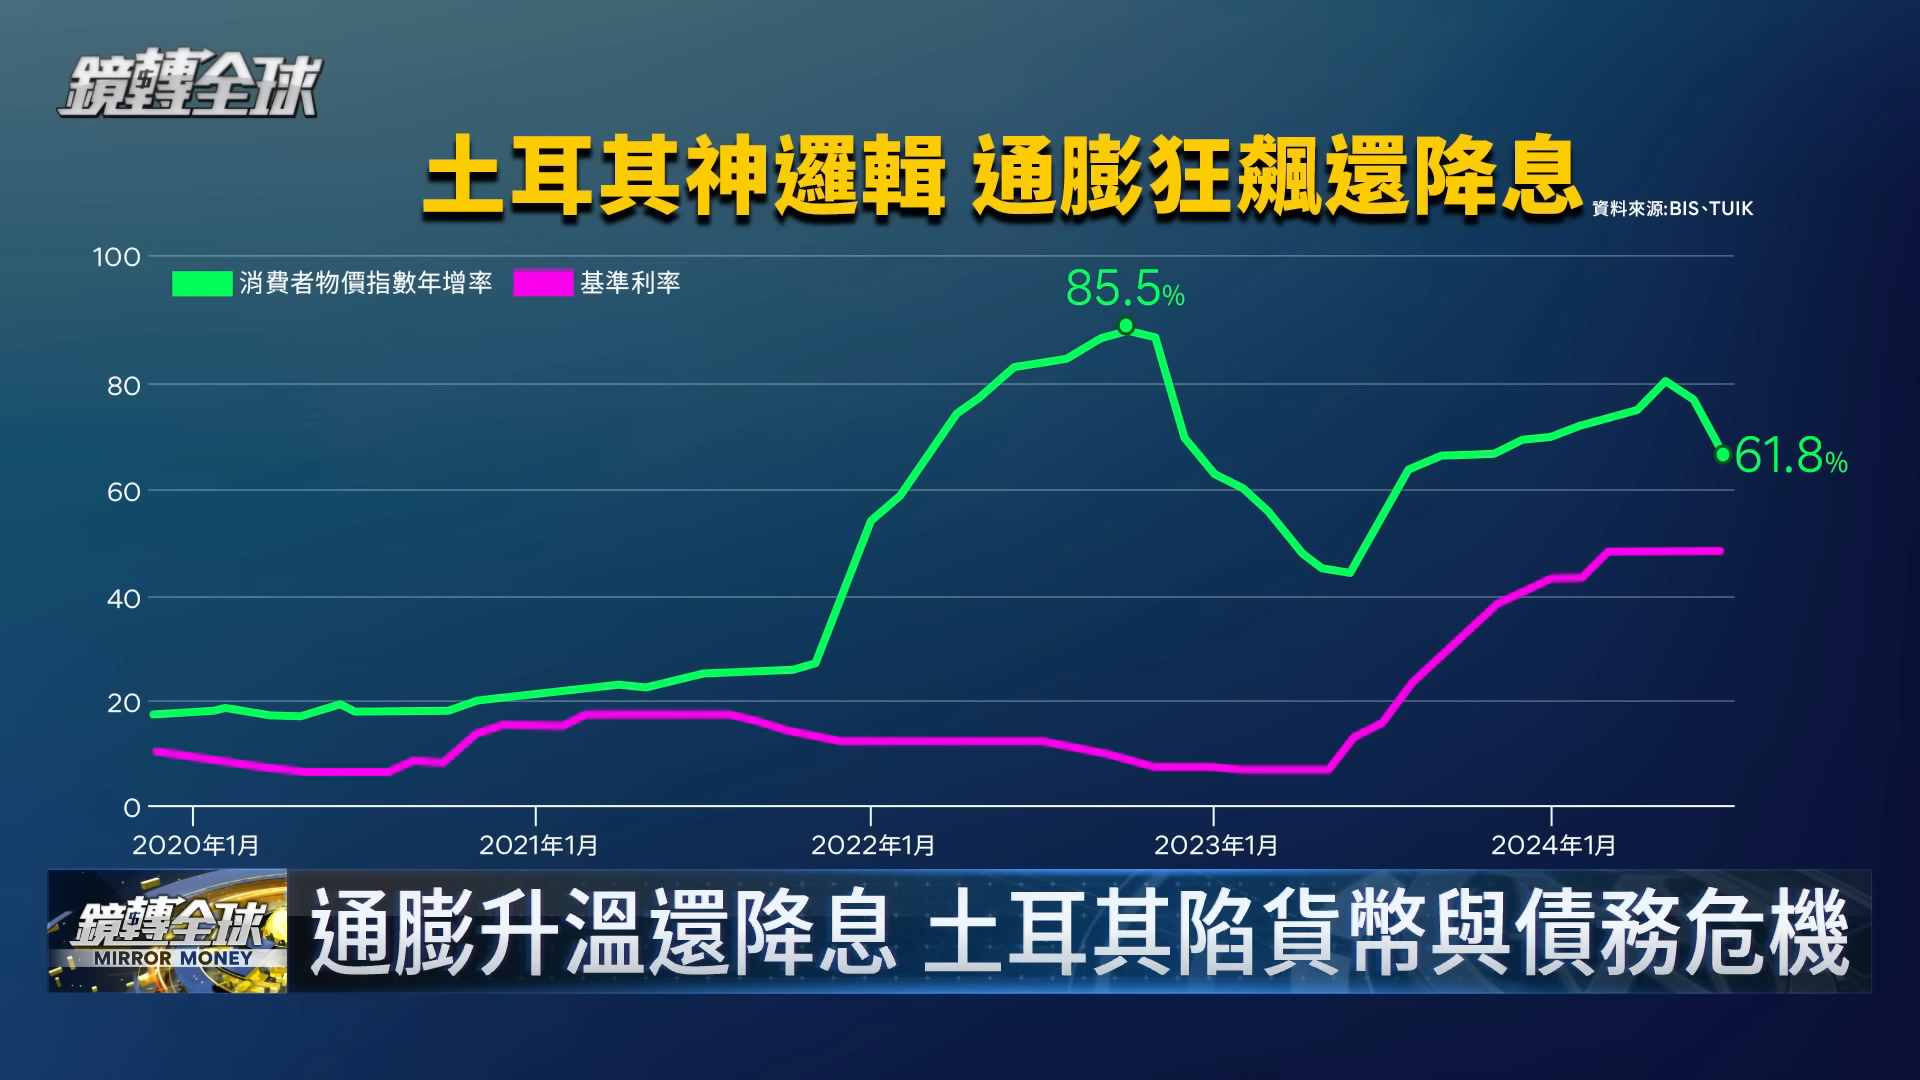 鏡轉全球
土耳其神邏輯 通膨狂飆還降息
資料來源:BIS、TUIK
消費者物價指數年增率 基準利率
100
80
60
40
20
0
85.5%
61.8%
2020年1月 2021年1月 2022年1月 2023年1月 2024年1月
鏡轉全球
MIRROR MONEY
通膨升溫還降息 土耳其陷貨幣與債務危機